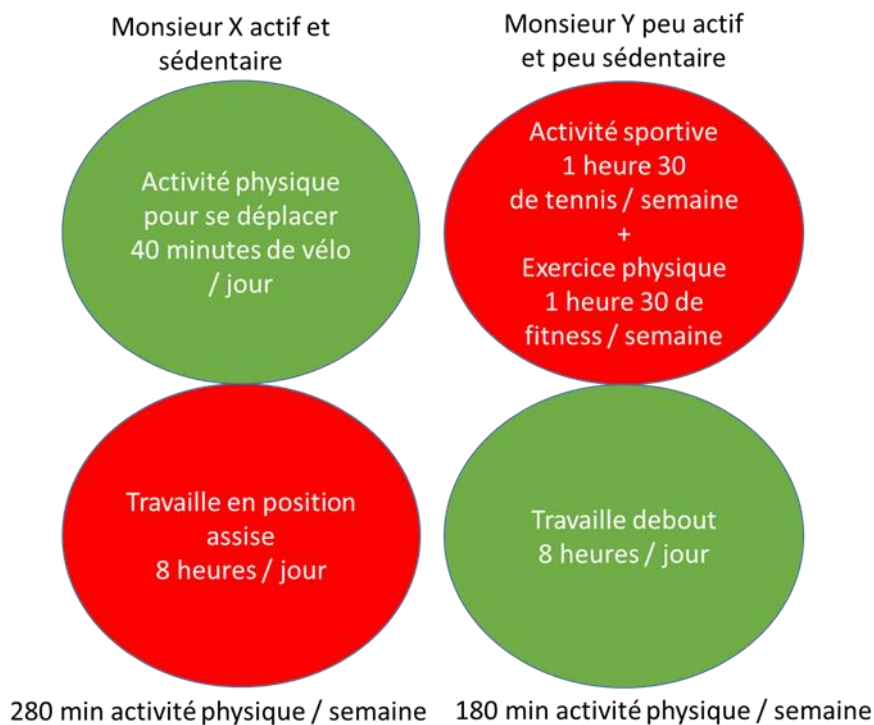 Monsieur X actif et
sédentaire
Monsieur Y peu actif
et peu sédentaire
Activité physique
pour se déplacer
40 minutes de vélo
/ jour
Activité sportive
1 heure 30
de tennis / semaine
+
Exercice physique
1 heure 30 de
fitness / semaine
Travaille en position
assise
8 heures / jour
Travaille debout
8 heures / jour
280 min activité physique / semaine
180 min activité physique / semaine